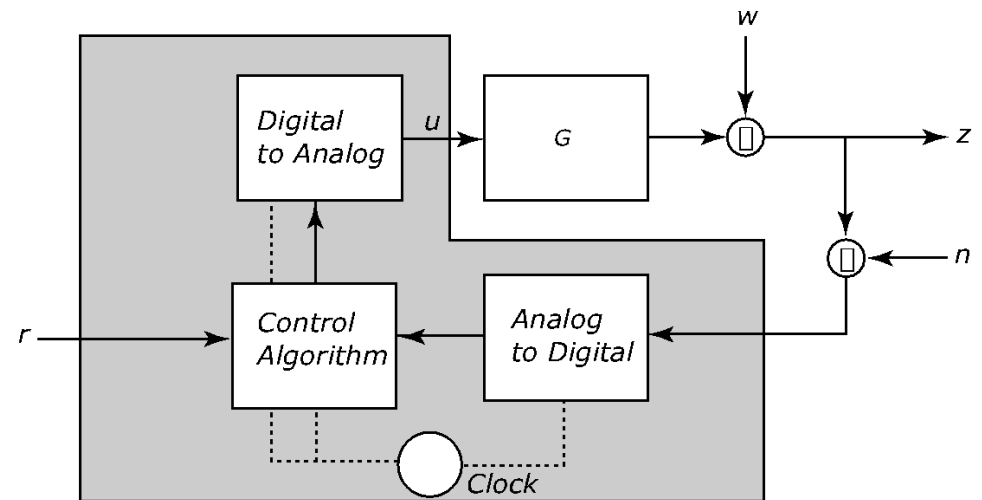 w
Digital
to Analog
u
G
z
n
Control
Algorithm
Analog
to Digital
r
Clock